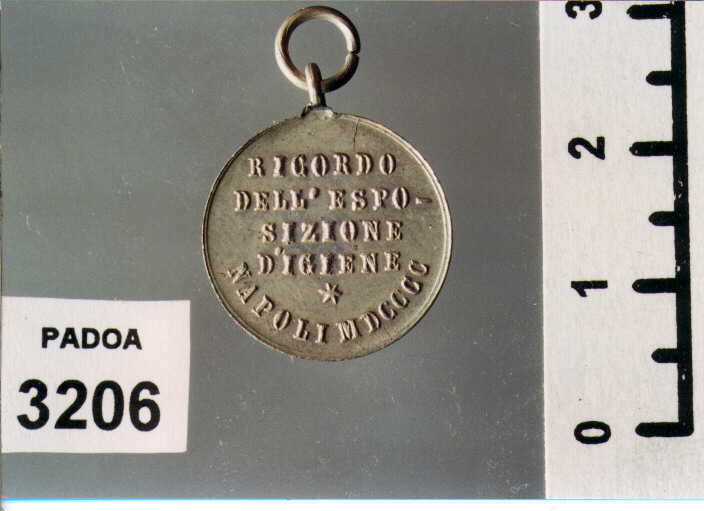 RICORDO
DELL'ESPO-
SIZIONE
D'IGIENE
NAPOLI MDCCCC
PADOA
3206
3
2
1
0